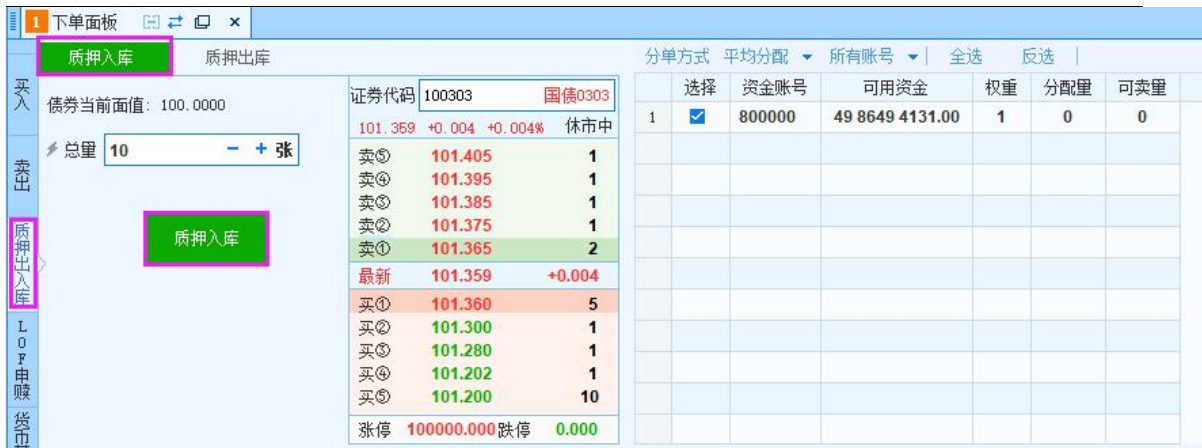 1 下单面板
买入
卖出
质押出入库
LOF申赎
货币基
质押入库 质押出库
债券当前面值: 100.0000
总量 10 - + 张
质押入库
证券代码 100303 国债0303
101.359 +0.004 +0.004% 休市中
卖⑤ 101.405 1
卖④ 101.395 1
卖③ 101.385 1
卖② 101.375 1
卖① 101.365 2
最新 101.359 +0.004
买① 101.360 5
买② 101.300 1
买③ 101.280 1
买④ 101.202 1
买⑤ 101.200 10
涨停 100000.000 跌停 0.000
分单方式 平均分配 所有账号 全选 反选
选择 资金账号 可用资金 权重 分配量 可卖量
1 800000 49 8649 4131.00 1 0 0